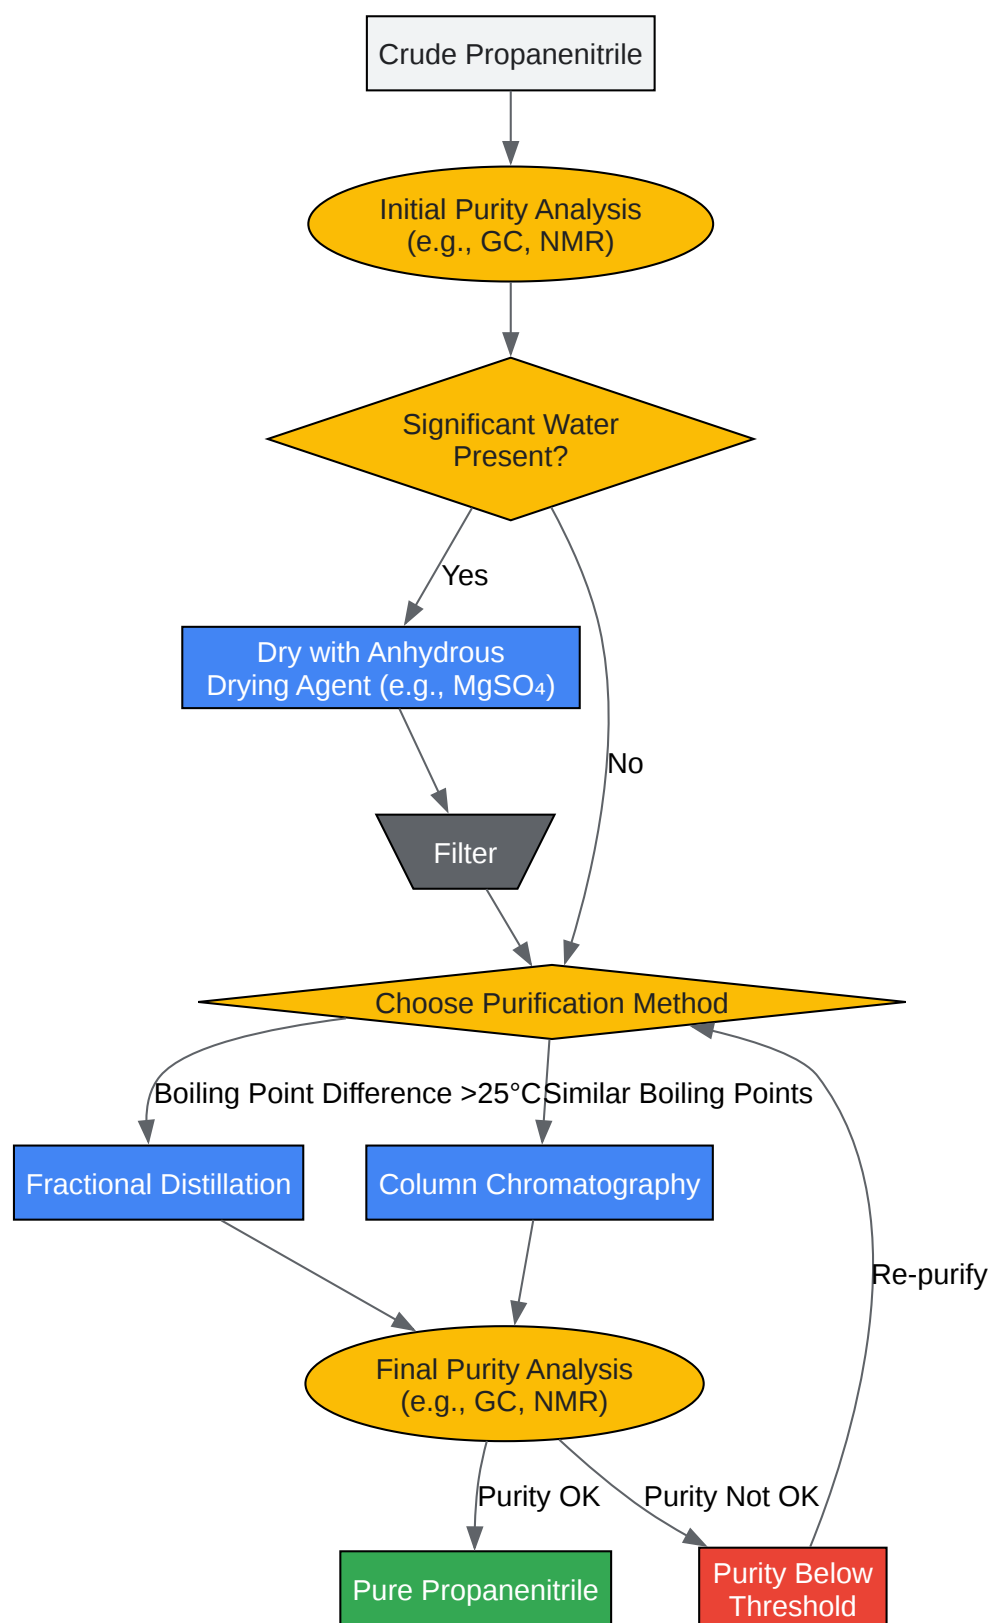 Crude Propanenitrile
Initial Purity Analysis
(e.g., GC, NMR)
Significant Water
Present?
Yes
Dry with Anhydrous
Drying Agent (e.g., MgSO₄)
No
Filter
Choose Purification Method
Boiling Point Difference >25°C
Similar Boiling Points
Fractional Distillation
Column Chromatography
Re-purify
Final Purity Analysis
(e.g., GC, NMR)
Purity OK
Purity Not OK
Pure Propanenitrile
Purity Below
Threshold